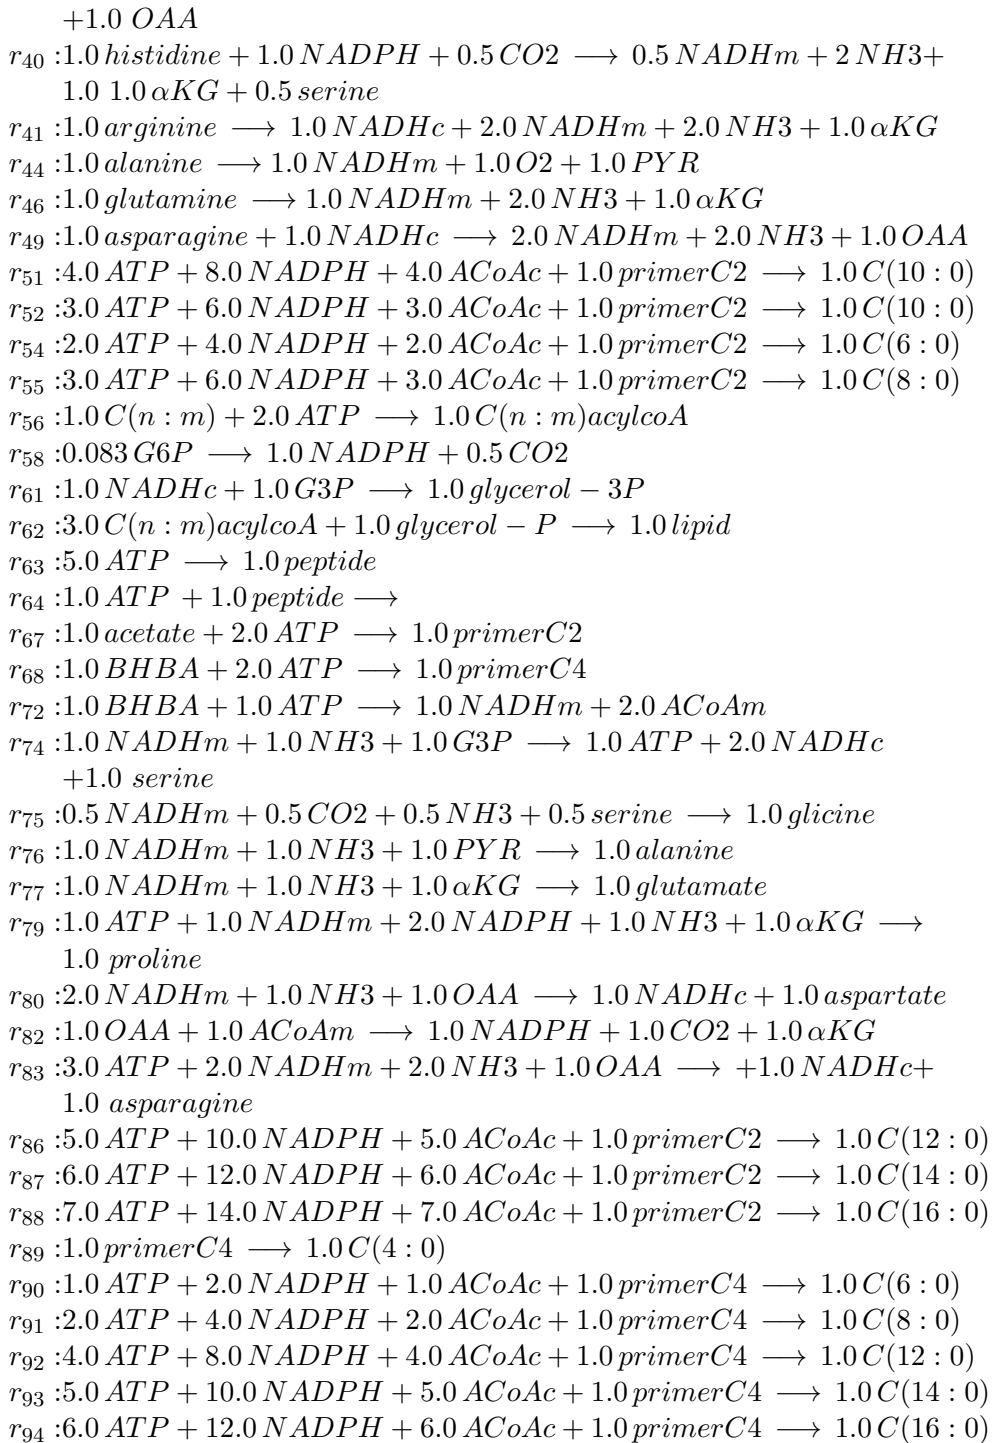 +1.0 OAA
r40 :1.0 histidine + 1.0 NADPH + 0.5 CO2 ⟶ 0.5 NADHm + 2 NH3+
1.0 1.0 αKG + 0.5 serine
r41 :1.0 arginine ⟶ 1.0 NADHc + 2.0 NADHm + 2.0 NH3 + 1.0 αKG
r44 :1.0 alanine ⟶ 1.0 NADHm + 1.0 O2 + 1.0 PYR
r46 :1.0 glutamine ⟶ 1.0 NADHm + 2.0 NH3 + 1.0 αKG
r49 :1.0 asparagine + 1.0 NADHc ⟶ 2.0 NADHm + 2.0 NH3 + 1.0 OAA
r51 :4.0 ATP + 8.0 NADPH + 4.0 ACoAc + 1.0 primerC2 ⟶ 1.0 C(10 : 0)
r52 :3.0 ATP + 6.0 NADPH + 3.0 ACoAc + 1.0 primerC2 ⟶ 1.0 C(10 : 0)
r54 :2.0 ATP + 4.0 NADPH + 2.0 ACoAc + 1.0 primerC2 ⟶ 1.0 C(6 : 0)
r55 :3.0 ATP + 6.0 NADPH + 3.0 ACoAc + 1.0 primerC2 ⟶ 1.0 C(8 : 0)
r56 :1.0 C(n : m) + 2.0 ATP ⟶ 1.0 C(n : m)acylcoA
r58 :0.083 G6P ⟶ 1.0 NADPH + 0.5 CO2
r61 :1.0 NADHc + 1.0 G3P ⟶ 1.0 glycerol − 3P
r62 :3.0 C(n : m)acylcoA + 1.0 glycerol − P ⟶ 1.0 lipid
r63 :5.0 ATP ⟶ 1.0 peptide
r64 :1.0 ATP + 1.0 peptide ⟶
r67 :1.0 acetate + 2.0 ATP ⟶ 1.0 primerC2
r68 :1.0 BHBA + 2.0 ATP ⟶ 1.0 primerC4
r72 :1.0 BHBA + 1.0 ATP ⟶ 1.0 NADHm + 2.0 ACoAm
r74 :1.0 NADHm + 1.0 NH3 + 1.0 G3P ⟶ 1.0 ATP + 2.0 NADHc
+1.0 serine
r75 :0.5 NADHm + 0.5 CO2 + 0.5 NH3 + 0.5 serine ⟶ 1.0 glicine
r76 :1.0 NADHm + 1.0 NH3 + 1.0 PYR ⟶ 1.0 alanine
r77 :1.0 NADHm + 1.0 NH3 + 1.0 αKG ⟶ 1.0 glutamate
r79 :1.0 ATP + 1.0 NADHm + 2.0 NADPH + 1.0 NH3 + 1.0 αKG ⟶
1.0 proline
r80 :2.0 NADHm + 1.0 NH3 + 1.0 OAA ⟶ 1.0 NADHc + 1.0 aspartate
r82 :1.0 OAA + 1.0 ACoAm ⟶ 1.0 NADPH + 1.0 CO2 + 1.0 αKG
r83 :3.0 ATP + 2.0 NADHm + 2.0 NH3 + 1.0 OAA ⟶ +1.0 NADHc+
1.0 asparagine
r86 :5.0 ATP + 10.0 NADPH + 5.0 ACoAc + 1.0 primerC2 ⟶ 1.0 C(12 : 0)
r87 :6.0 ATP + 12.0 NADPH + 6.0 ACoAc + 1.0 primerC2 ⟶ 1.0 C(14 : 0)
r88 :7.0 ATP + 14.0 NADPH + 7.0 ACoAc + 1.0 primerC2 ⟶ 1.0 C(16 : 0)
r89 :1.0 primerC4 ⟶ 1.0 C(4 : 0)
r90 :1.0 ATP + 2.0 NADPH + 1.0 ACoAc + 1.0 primerC4 ⟶ 1.0 C(6 : 0)
r91 :2.0 ATP + 4.0 NADPH + 2.0 ACoAc + 1.0 primerC4 ⟶ 1.0 C(8 : 0)
r92 :4.0 ATP + 8.0 NADPH + 4.0 ACoAc + 1.0 primerC4 ⟶ 1.0 C(12 : 0)
r93 :5.0 ATP + 10.0 NADPH + 5.0 ACoAc + 1.0 primerC4 ⟶ 1.0 C(14 : 0)
r94 :6.0 ATP + 12.0 NADPH + 6.0 ACoAc + 1.0 primerC4 ⟶ 1.0 C(16 : 0)